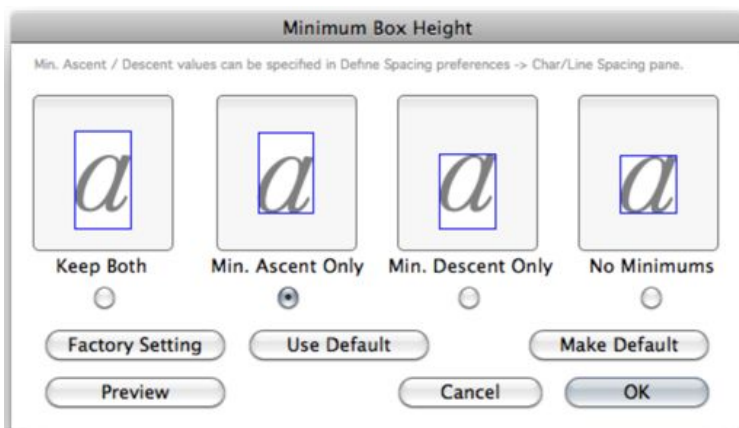 Minimum Box Height
Min. Ascent / Descent values can be specified in Define Spacing preferences -> Char/Line Spacing pane.
a a a a
Keep Both Min. Ascent Only Min. Descent Only No Minimums
Factory Setting Use Default Make Default
Preview Cancel OK